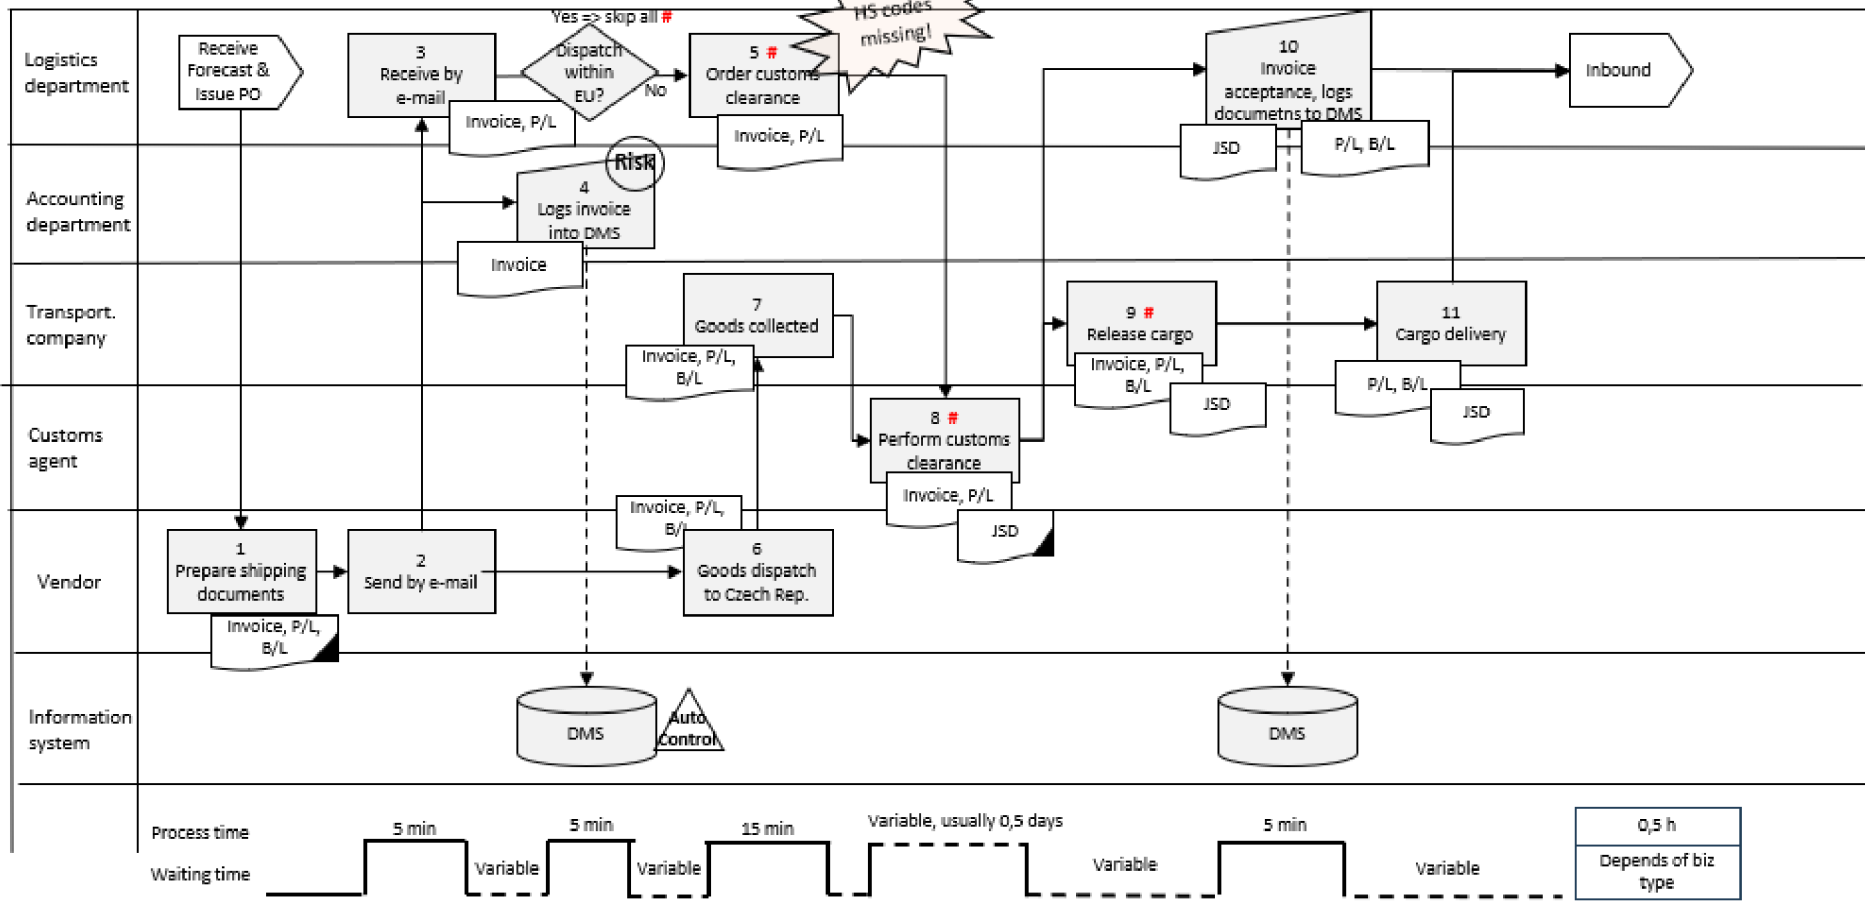 Yes => skip all #
HS codes
missing!
Logistics
department
Receive
Forecast &
Issue PO
3
Receive by
e-mail
Invoice, P/L
Dispatch
within
EU?
No
5 #
Order customs
clearance
Invoice, P/L
10
Invoice
acceptance, logs
documetns to DMS
JSD
P/L, B/L
Inbound
Accounting
department
Risk
4
Logs invoice
into DMS
Invoice
Transport.
company
7
Goods collected
Invoice, P/L,
B/L
9 #
Release cargo
Invoice, P/L,
B/L
JSD
11
Cargo delivery
P/L, B/L
JSD
Customs
agent
8 #
Perform customs
clearance
Invoice, P/L
JSD
Vendor
1
Prepare shipping
documents
Invoice, P/L,
B/L
2
Send by e-mail
Invoice, P/L,
B/L
6
Goods dispatch
to Czech Rep.
Information
system
DMS
Auto
Control
DMS
Process time
5 min
5 min
15 min
Variable, usually 0,5 days
5 min
0,5 h
Waiting time
Variable
Variable
Variable
Variable
Depends of biz
type